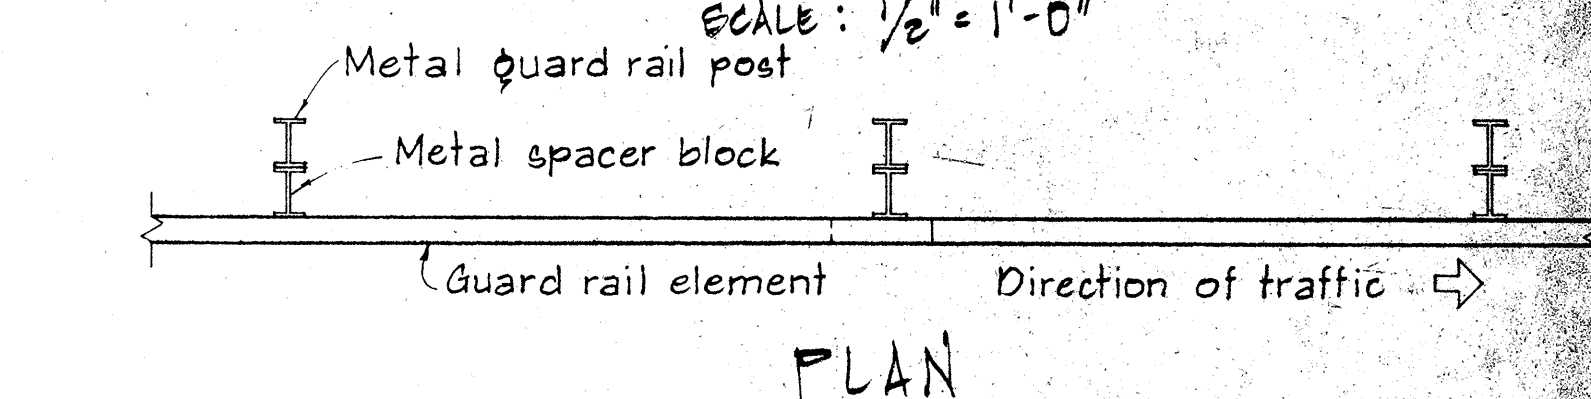 SCALE : 1/2" = 1'-0"
Metal guard rail post
Metal spacer block
Guard rail element
Direction of traffic
PLAN